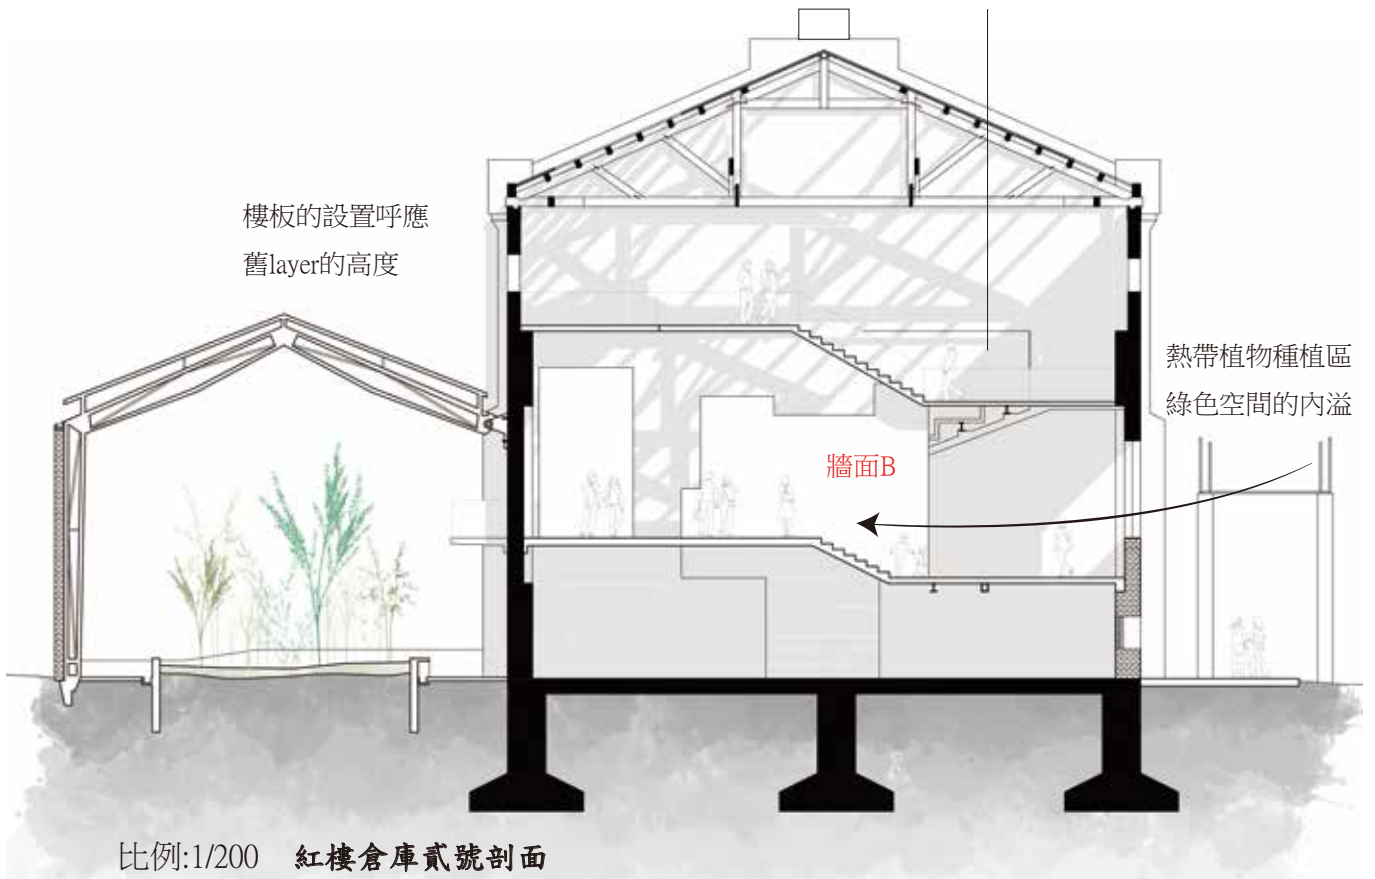 樓板的設置呼應
舊layer的高度
熱帶植物種植區
綠色空間的內溢
牆面B
比例:1/200 紅樓倉庫貳號剖面